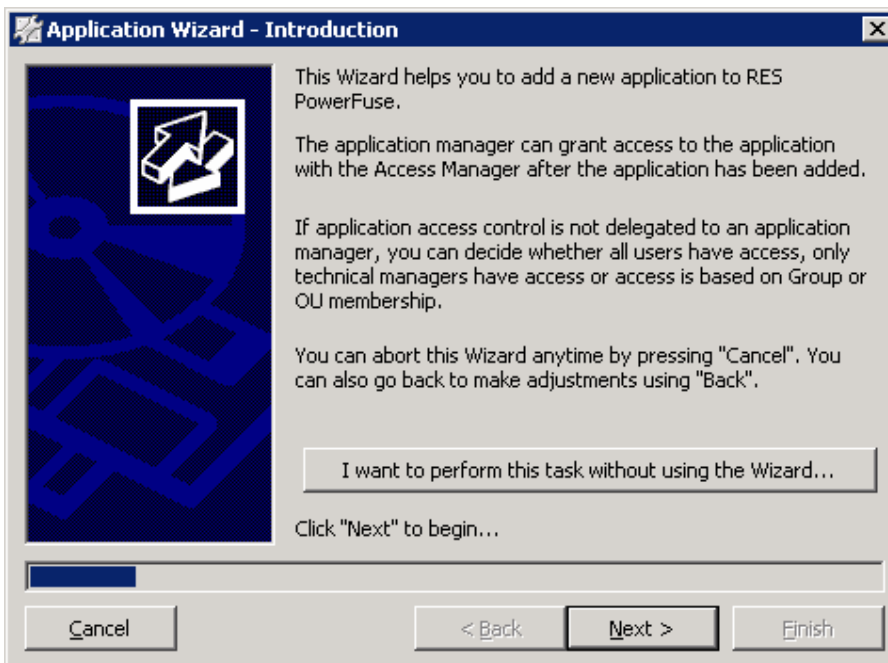 Application Wizard - Introduction
This Wizard helps you to add a new application to RES
PowerFuse.
The application manager can grant access to the application
with the Access Manager after the application has been added.
If application access control is not delegated to an application
manager, you can decide whether all users have access, only
technical managers have access or access is based on Group or
OU membership.
You can abort this Wizard anytime by pressing "Cancel". You
can also go back to make adjustments using "Back".
I want to perform this task without using the Wizard...
Click "Next" to begin...
Cancel
< Back
Next >
Finish